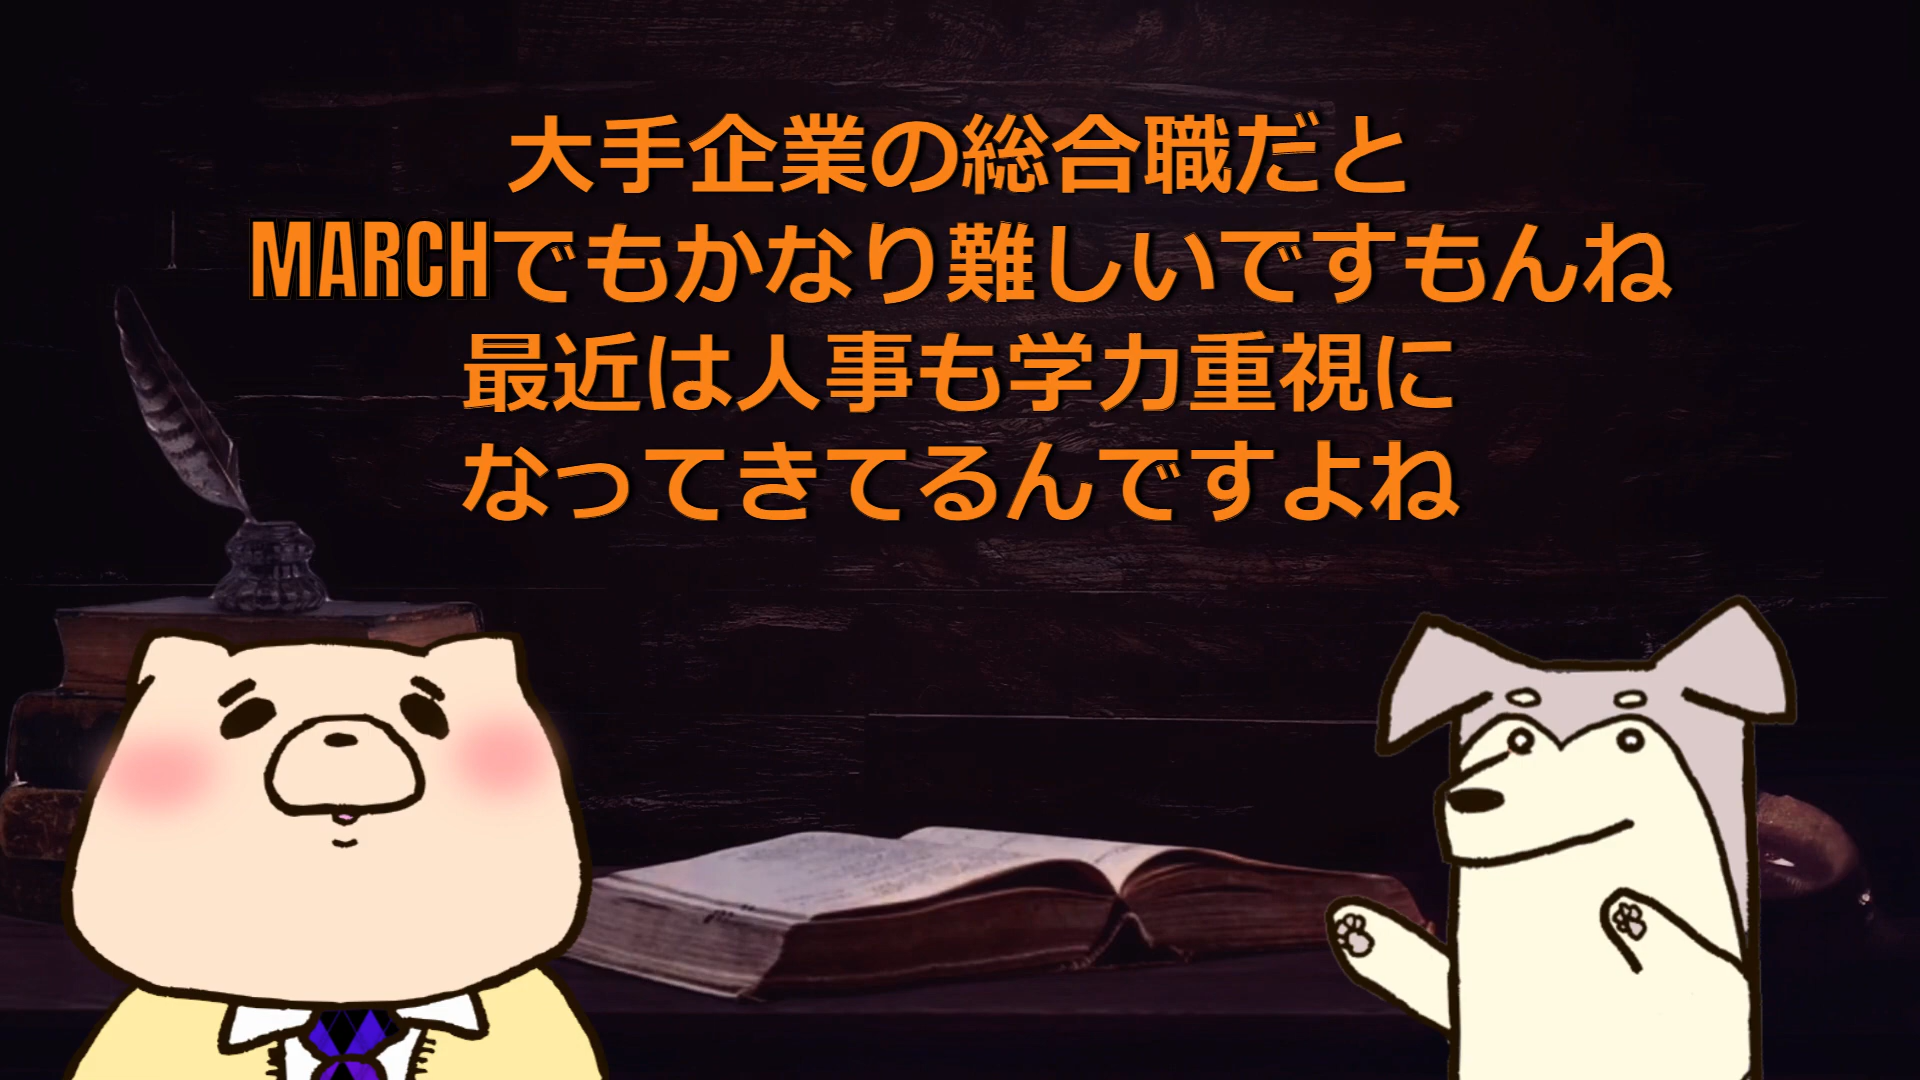 大手企業の総合職だと
MARCHでもかなり難しいですもんね
最近は人事も学力重視に
なってきてるんですよね